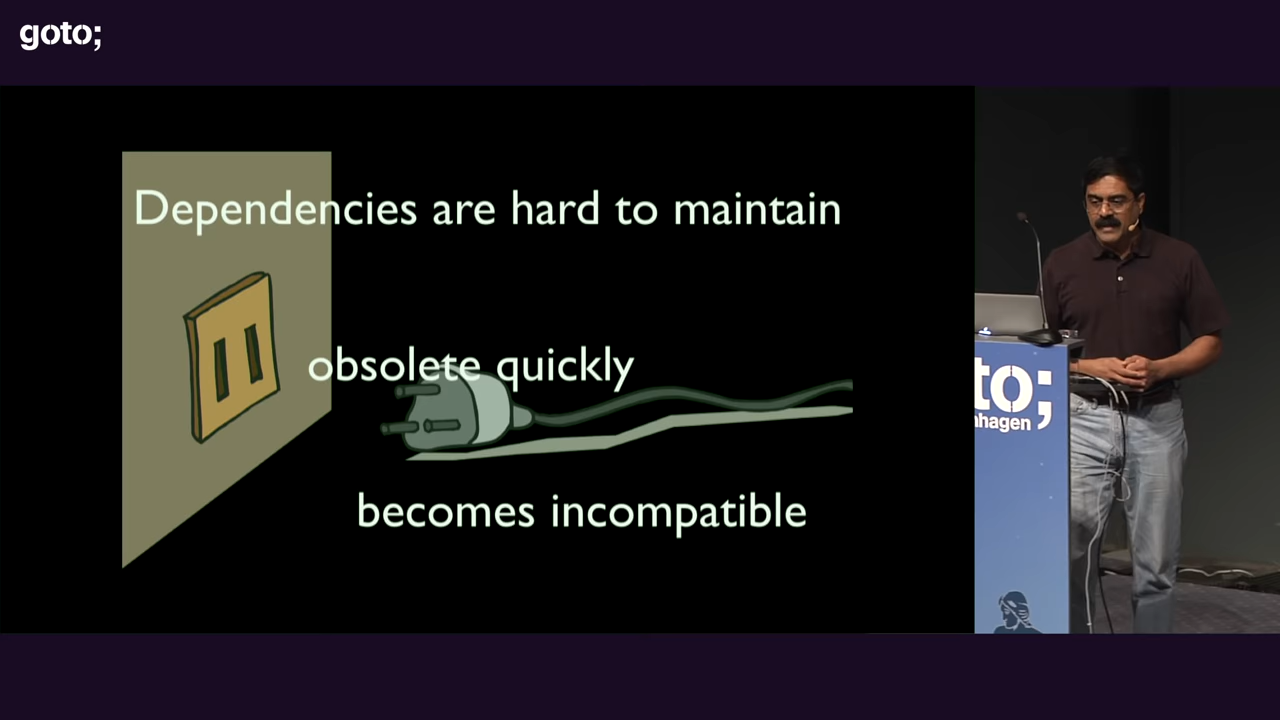 goto;
Dependencies are hard to maintain
obsolete quickly
becomes incompatible
to;
nhagen